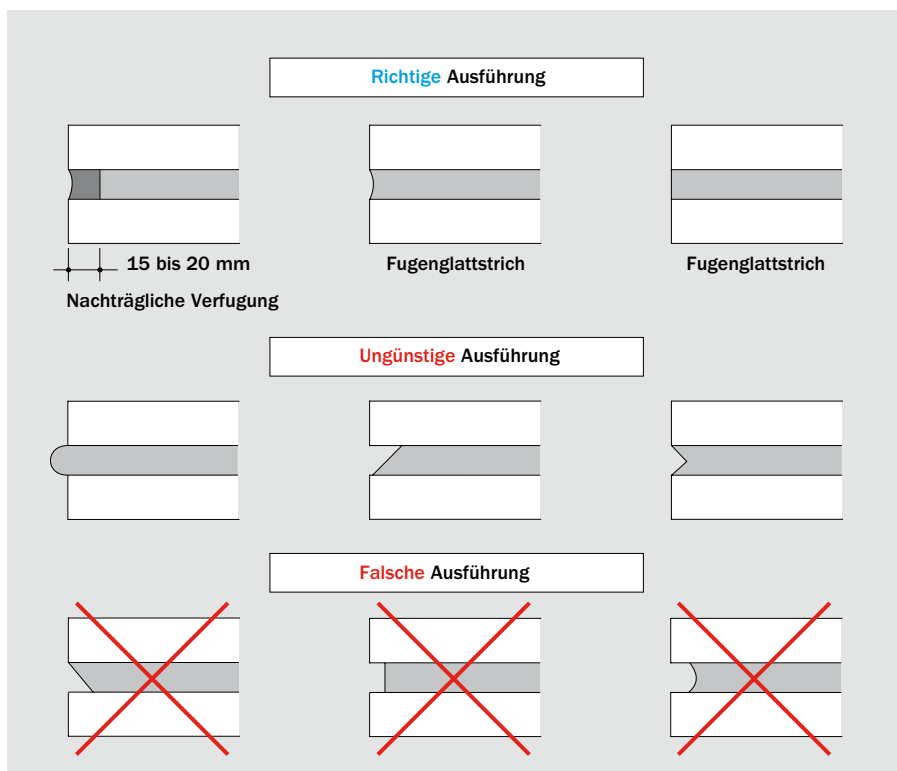 Richtige Ausführung
15 bis 20 mm
Nachträgliche Verfugung
Fugenglattstrich
Fugenglattstrich
Ungünstige Ausführung
Falsche Ausführung